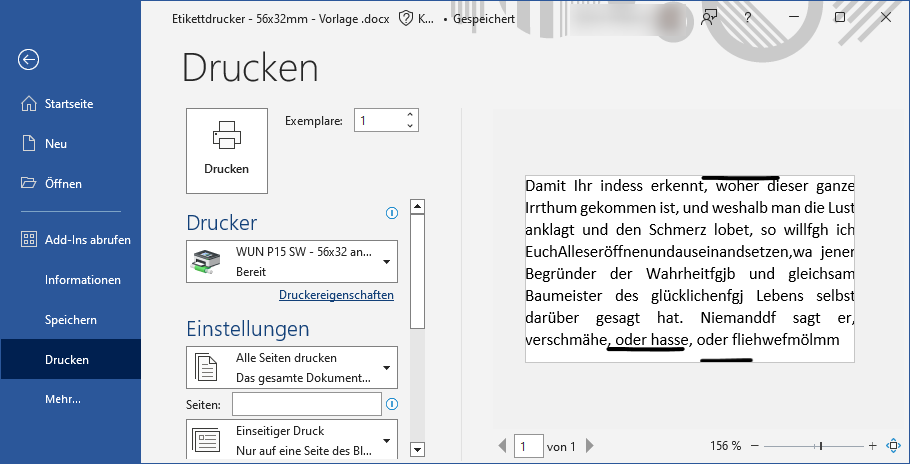 Etikettdrucker - 56x32mm - Vorlage .docx
K... • Gespeichert
?
Drucken
Startseite
Neu
Öffnen
Add-Ins abrufen
Informationen
Speichern
Drucken
Mehr...
Drucken
Exemplare: 1
Drucker
WUN P15 SW - 56x32 an...
Bereit
Druckereigenschaften
Einstellungen
Alle Seiten drucken
Das gesamte Dokument...
Seiten:
Einseitiger Druck
Nur auf eine Seite des Bl...
Damit Ihr indess erkennt, woher dieser ganze
Irrthum gekommen ist, und weshalb man die Lust
anklagt und den Schmerz lobet, so willfgh ich
EuchAlleseröffnenundauseinandsetzen,wa jener
Begründer der Wahrheitfgjb und gleichsam
Baumeister des glücklichenfgj Lebens selbst
darüber gesagt hat. Niemanddf sagt er,
verschmähe, oder hasse, oder fliehwefmölmm
1 von 1
156 %